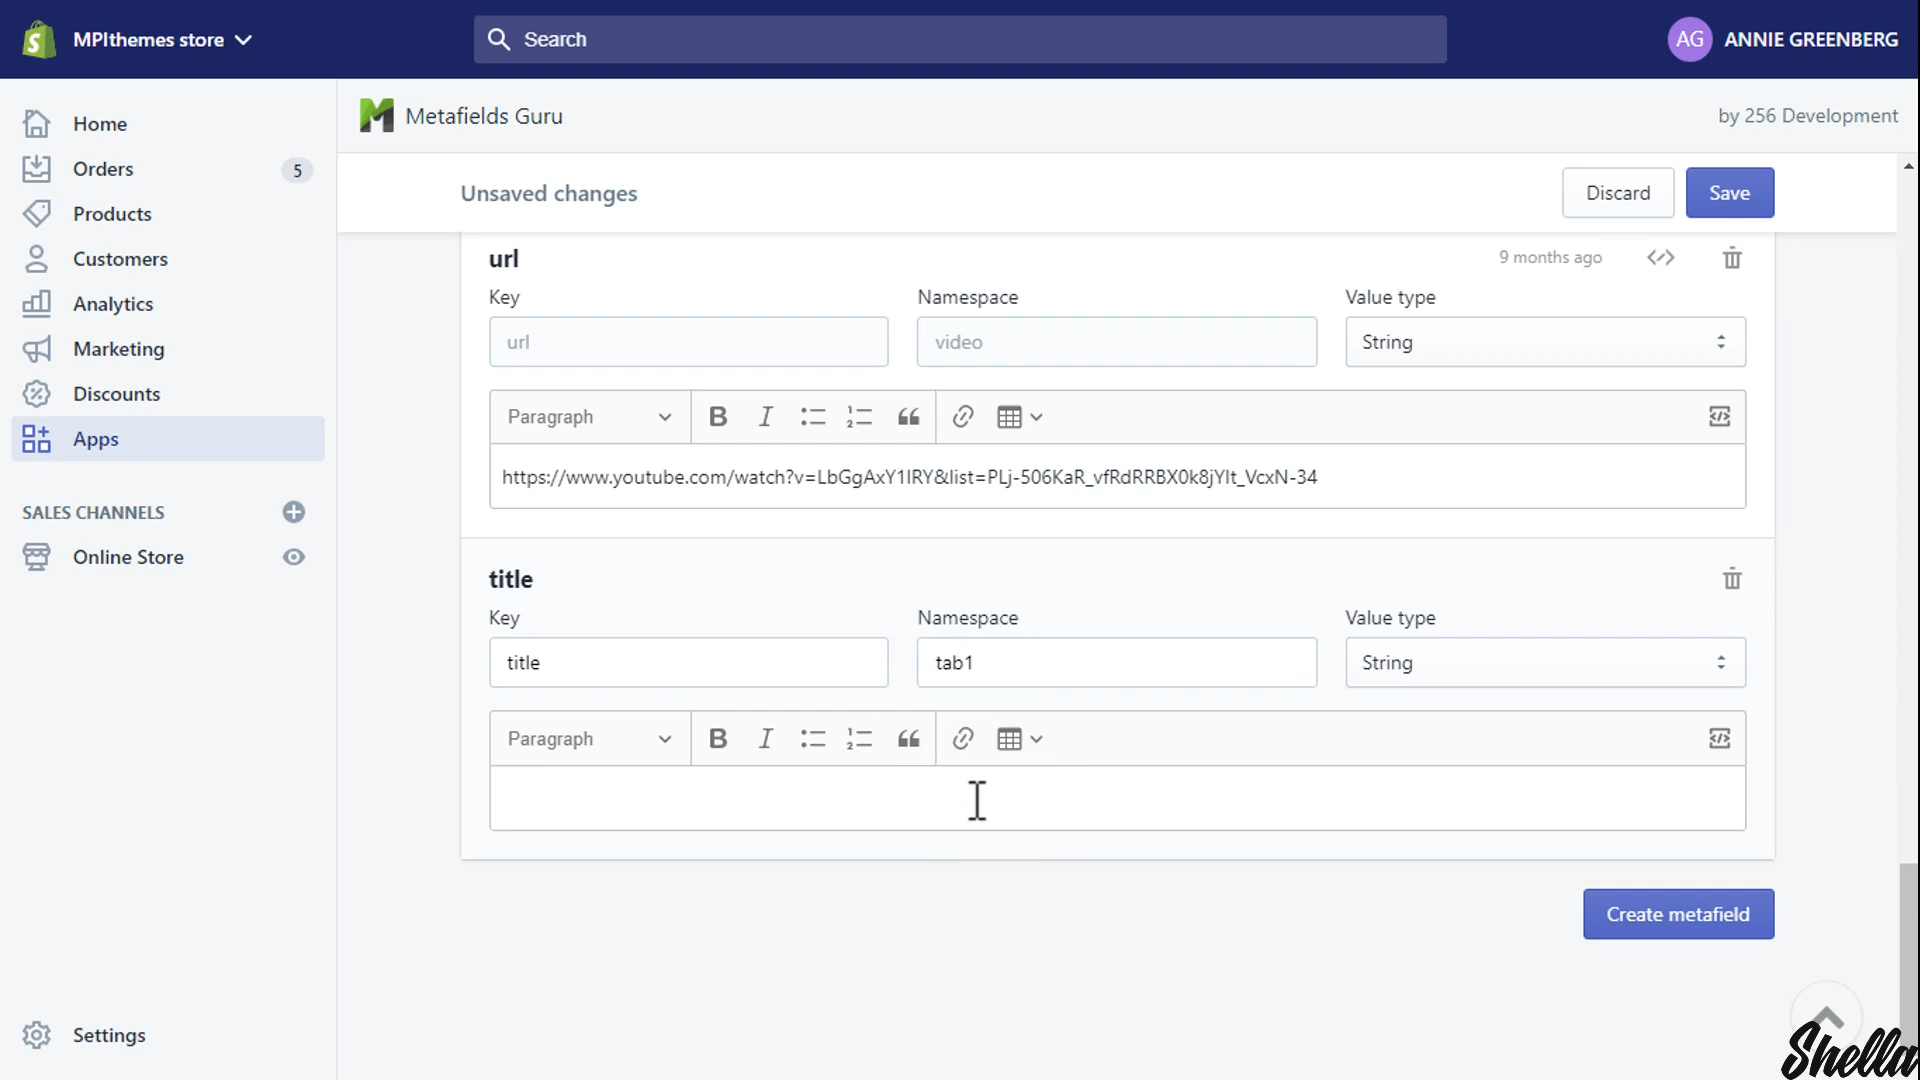 MPIthemes store
Search
AG ANNIE GREENBERG
Home
Orders 5
Products
Customers
Analytics
Marketing
Discounts
Apps
SALES CHANNELS
Online Store
Settings
Metafields Guru
by 256 Development
Unsaved changes
Discard
Save
url
9 months ago
Key
Namespace
Value type
url
video
String
Paragraph
https://www.youtube.com/watch?v=LbGgAxY1IRY&list=PLj-506KaR_vfRdRRBX0k8jYIt_VcxN-34
title
Key
Namespace
Value type
title
tab1
String
Paragraph
Create metafield
Shella